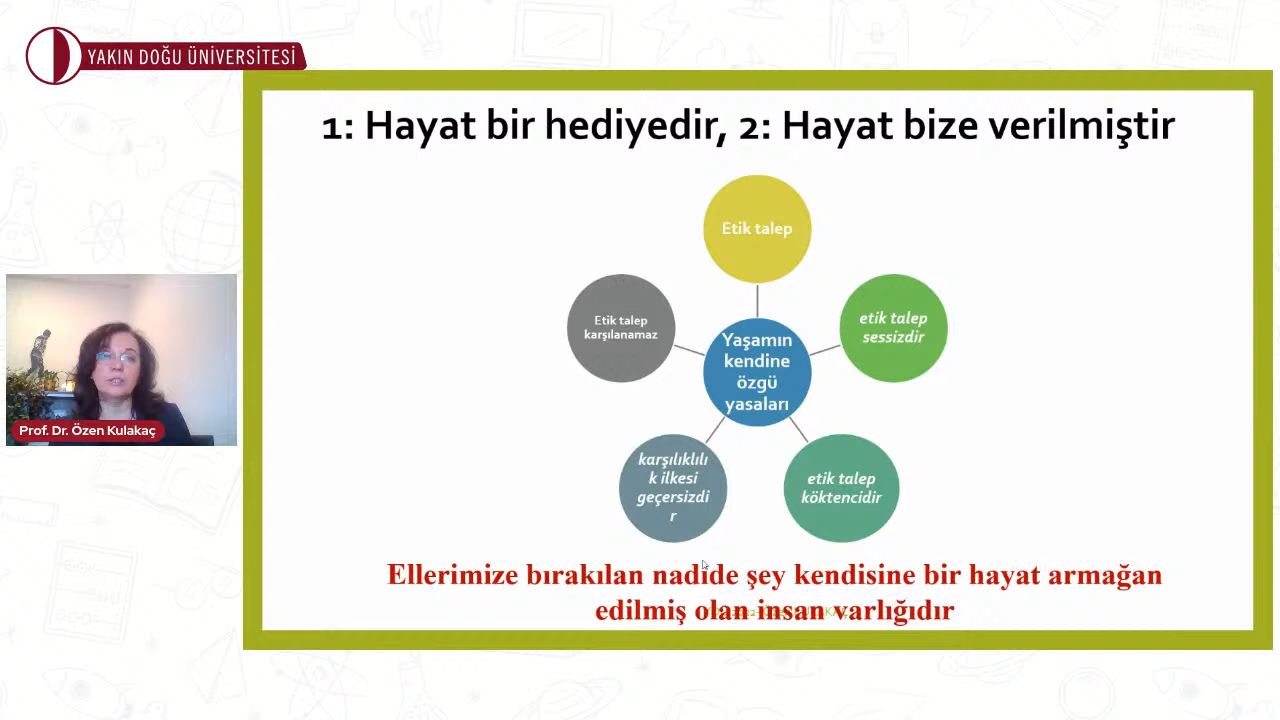 YAKIN DOĞU ÜNİVERSİTESİ
1: Hayat bir hediyedir, 2: Hayat bize verilmiştir
Etik talep
Etik talep
karşılanamaz
etik talep
sessizdir
Yaşamın
kendine
özgü
yasaları
karşılıklılı
k ilkesi
geçersizdi
r
etik talep
köktencidir
Prof. Dr. Özen Kulakaç
Ellerimize bırakılan nadide şey kendisine bir hayat armağan
edilmiş olan insan varlığıdır